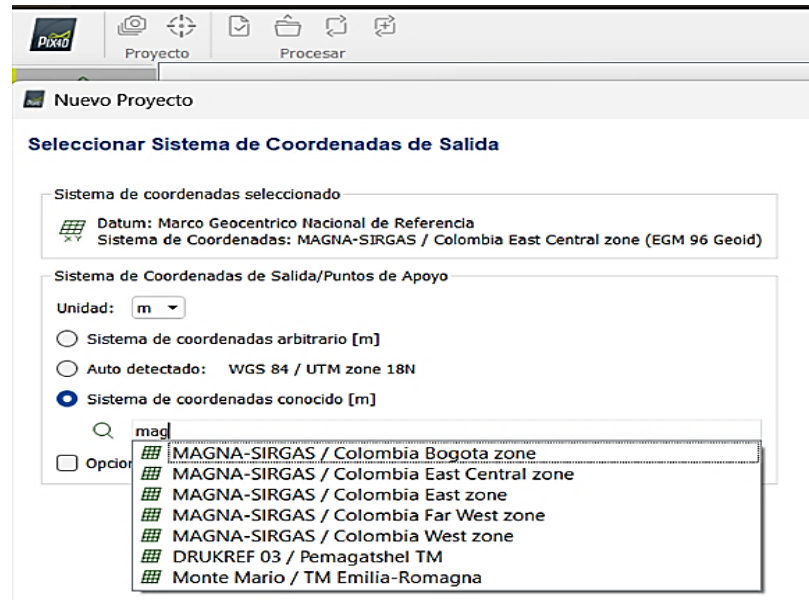 PIX4D
Proyecto
Procesar
Nuevo Proyecto
Seleccionar Sistema de Coordenadas de Salida
Sistema de coordenadas seleccionado
Datum: Marco Geocentrico Nacional de Referencia
Sistema de Coordenadas: MAGNA-SIRGAS / Colombia East Central zone (EGM 96 Geoid)
Sistema de Coordenadas de Salida/Puntos de Apoyo
Unidad: m
Sistema de coordenadas arbitrario [m]
Auto detectado: WGS 84 / UTM zone 18N
Sistema de coordenadas conocido [m]
mag
MAGNA-SIRGAS / Colombia Bogota zone
Opcion
MAGNA-SIRGAS / Colombia East Central zone
MAGNA-SIRGAS / Colombia East zone
MAGNA-SIRGAS / Colombia Far West zone
MAGNA-SIRGAS / Colombia West zone
DRUKREF 03 / Pemagatshel TM
Monte Mario / TM Emilia-Romagna